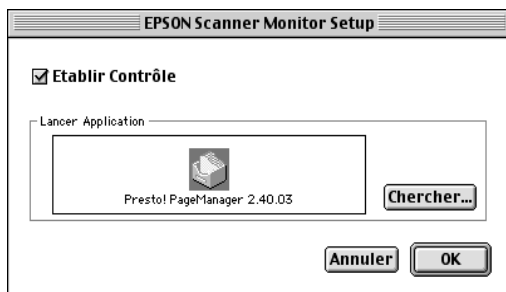 EPSON Scanner Monitor Setup
Etablir Contrôle
Lancer Application
Presto! PageManager 2.40.03
Chercher...
Annuler
OK